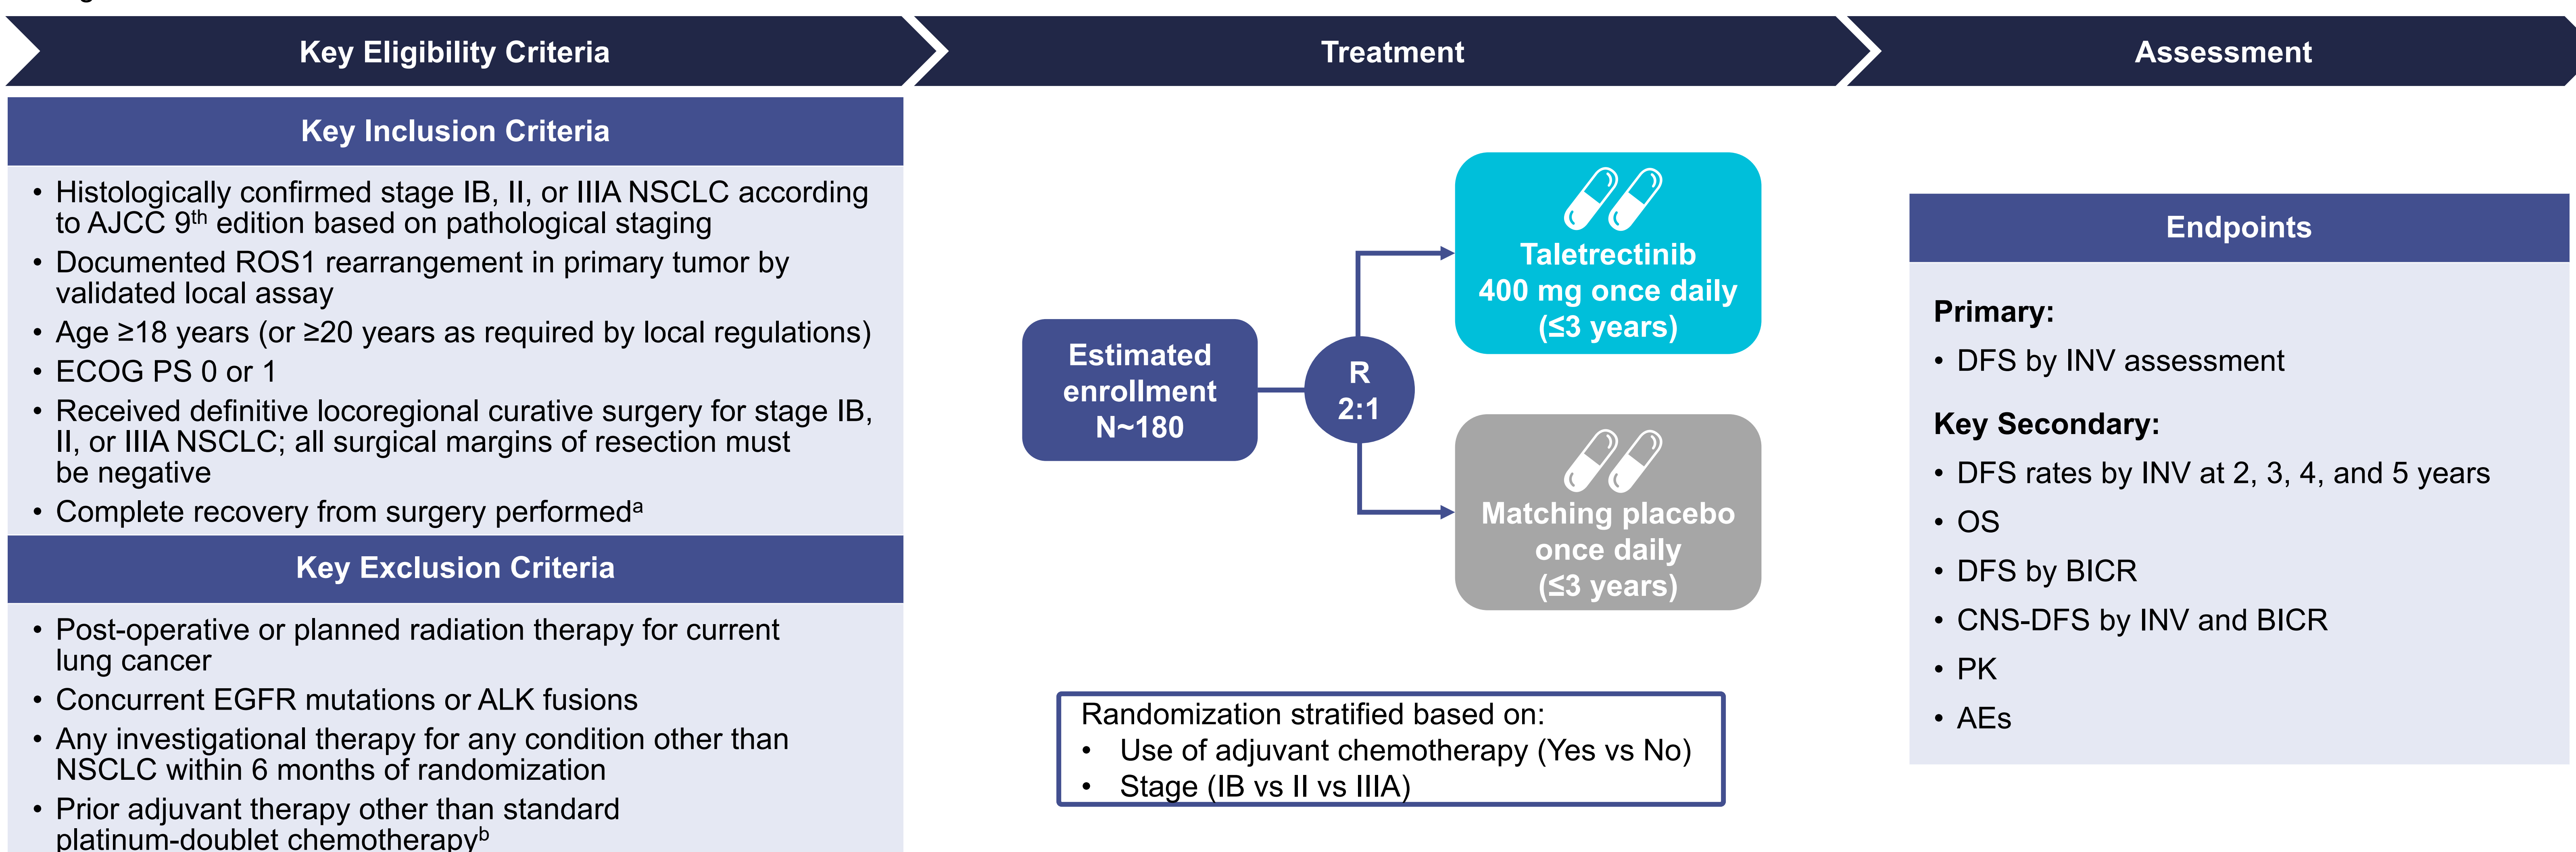 Key Eligibility Criteria
Treatment
Assessment
Key Inclusion Criteria
• Histologically confirmed stage IB, II, or IIIA NSCLC according
to AJCC 9th edition based on pathological staging
• Documented ROS1 rearrangement in primary tumor by
validated local assay
• Age ≥18 years (or ≥20 years as required by local regulations)
• ECOG PS 0 or 1
• Received definitive locoregional curative surgery for stage IB,
II, or IIIA NSCLC; all surgical margins of resection must
be negative
• Complete recovery from surgery performeda
Key Exclusion Criteria
• Post-operative or planned radiation therapy for current
lung cancer
• Concurrent EGFR mutations or ALK fusions
• Any investigational therapy for any condition other than
NSCLC within 6 months of randomization
• Prior adjuvant therapy other than standard
platinum-doublet chemotherapyb
Estimated
enrollment
N~180
R
2:1
Taletrectinib
400 mg once daily
(≤3 years)
Matching placebo
once daily
(≤3 years)
Randomization stratified based on:
• Use of adjuvant chemotherapy (Yes vs No)
• Stage (IB vs II vs IIIA)
Endpoints
Primary:
• DFS by INV assessment
Key Secondary:
• DFS rates by INV at 2, 3, 4, and 5 years
• OS
• DFS by BICR
• CNS-DFS by INV and BICR
• PK
• AEs